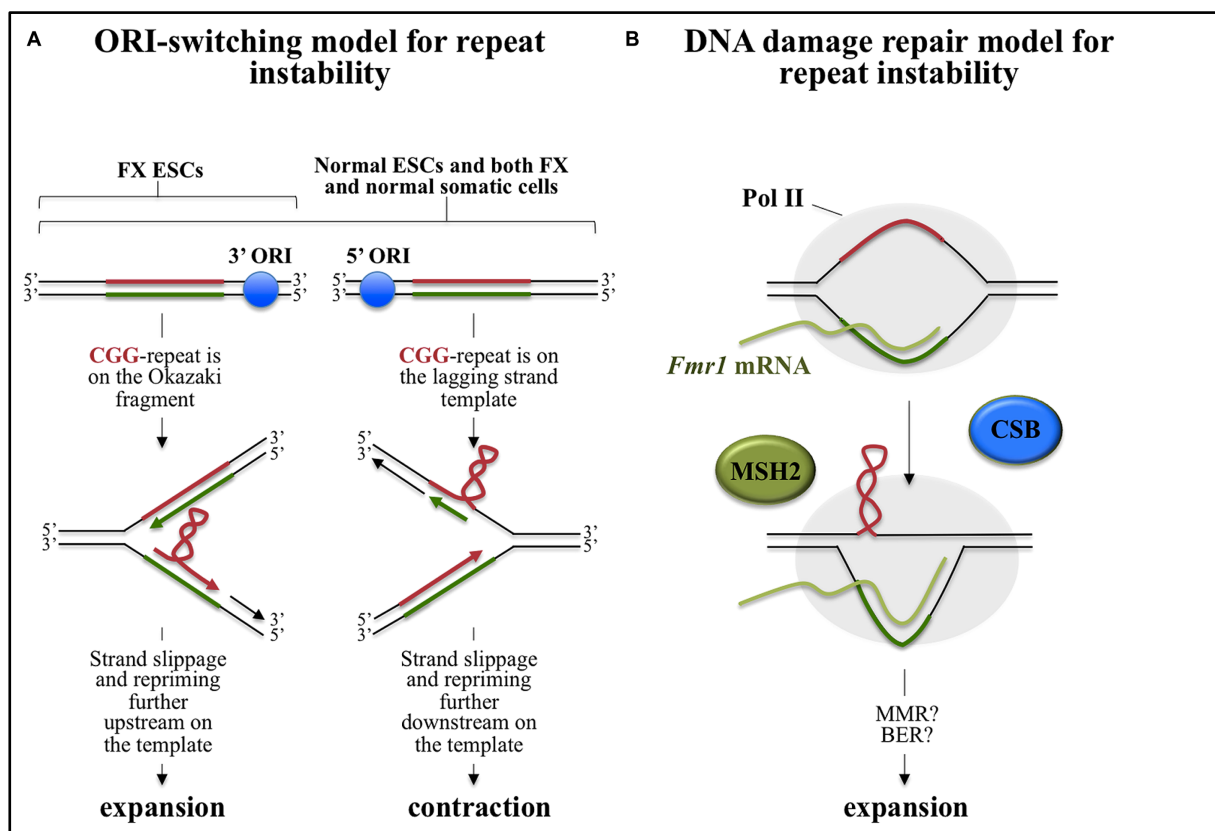 A
ORI-switching model for repeat
instability
FX ESCs
Normal ESCs and both FX
and normal somatic cells
3’ ORI
5’ ORI
5’
3’
3’
5’
5’
3’
3’
5’
CGG-repeat is
on the Okazaki
fragment
CGG-repeat is on
the lagging strand
template
3’
5’
5’
3’
3’
5’
5’
3’
3’
5’
5’
3’
Strand slippage
and repriming
further
upstream on
the template
expansion
Strand slippage
and repriming
further
downstream on
the template
contraction
B
DNA damage repair model for
repeat instability
Pol II
Fmr1 mRNA
CSB
MSH2
MMR?
BER?
expansion